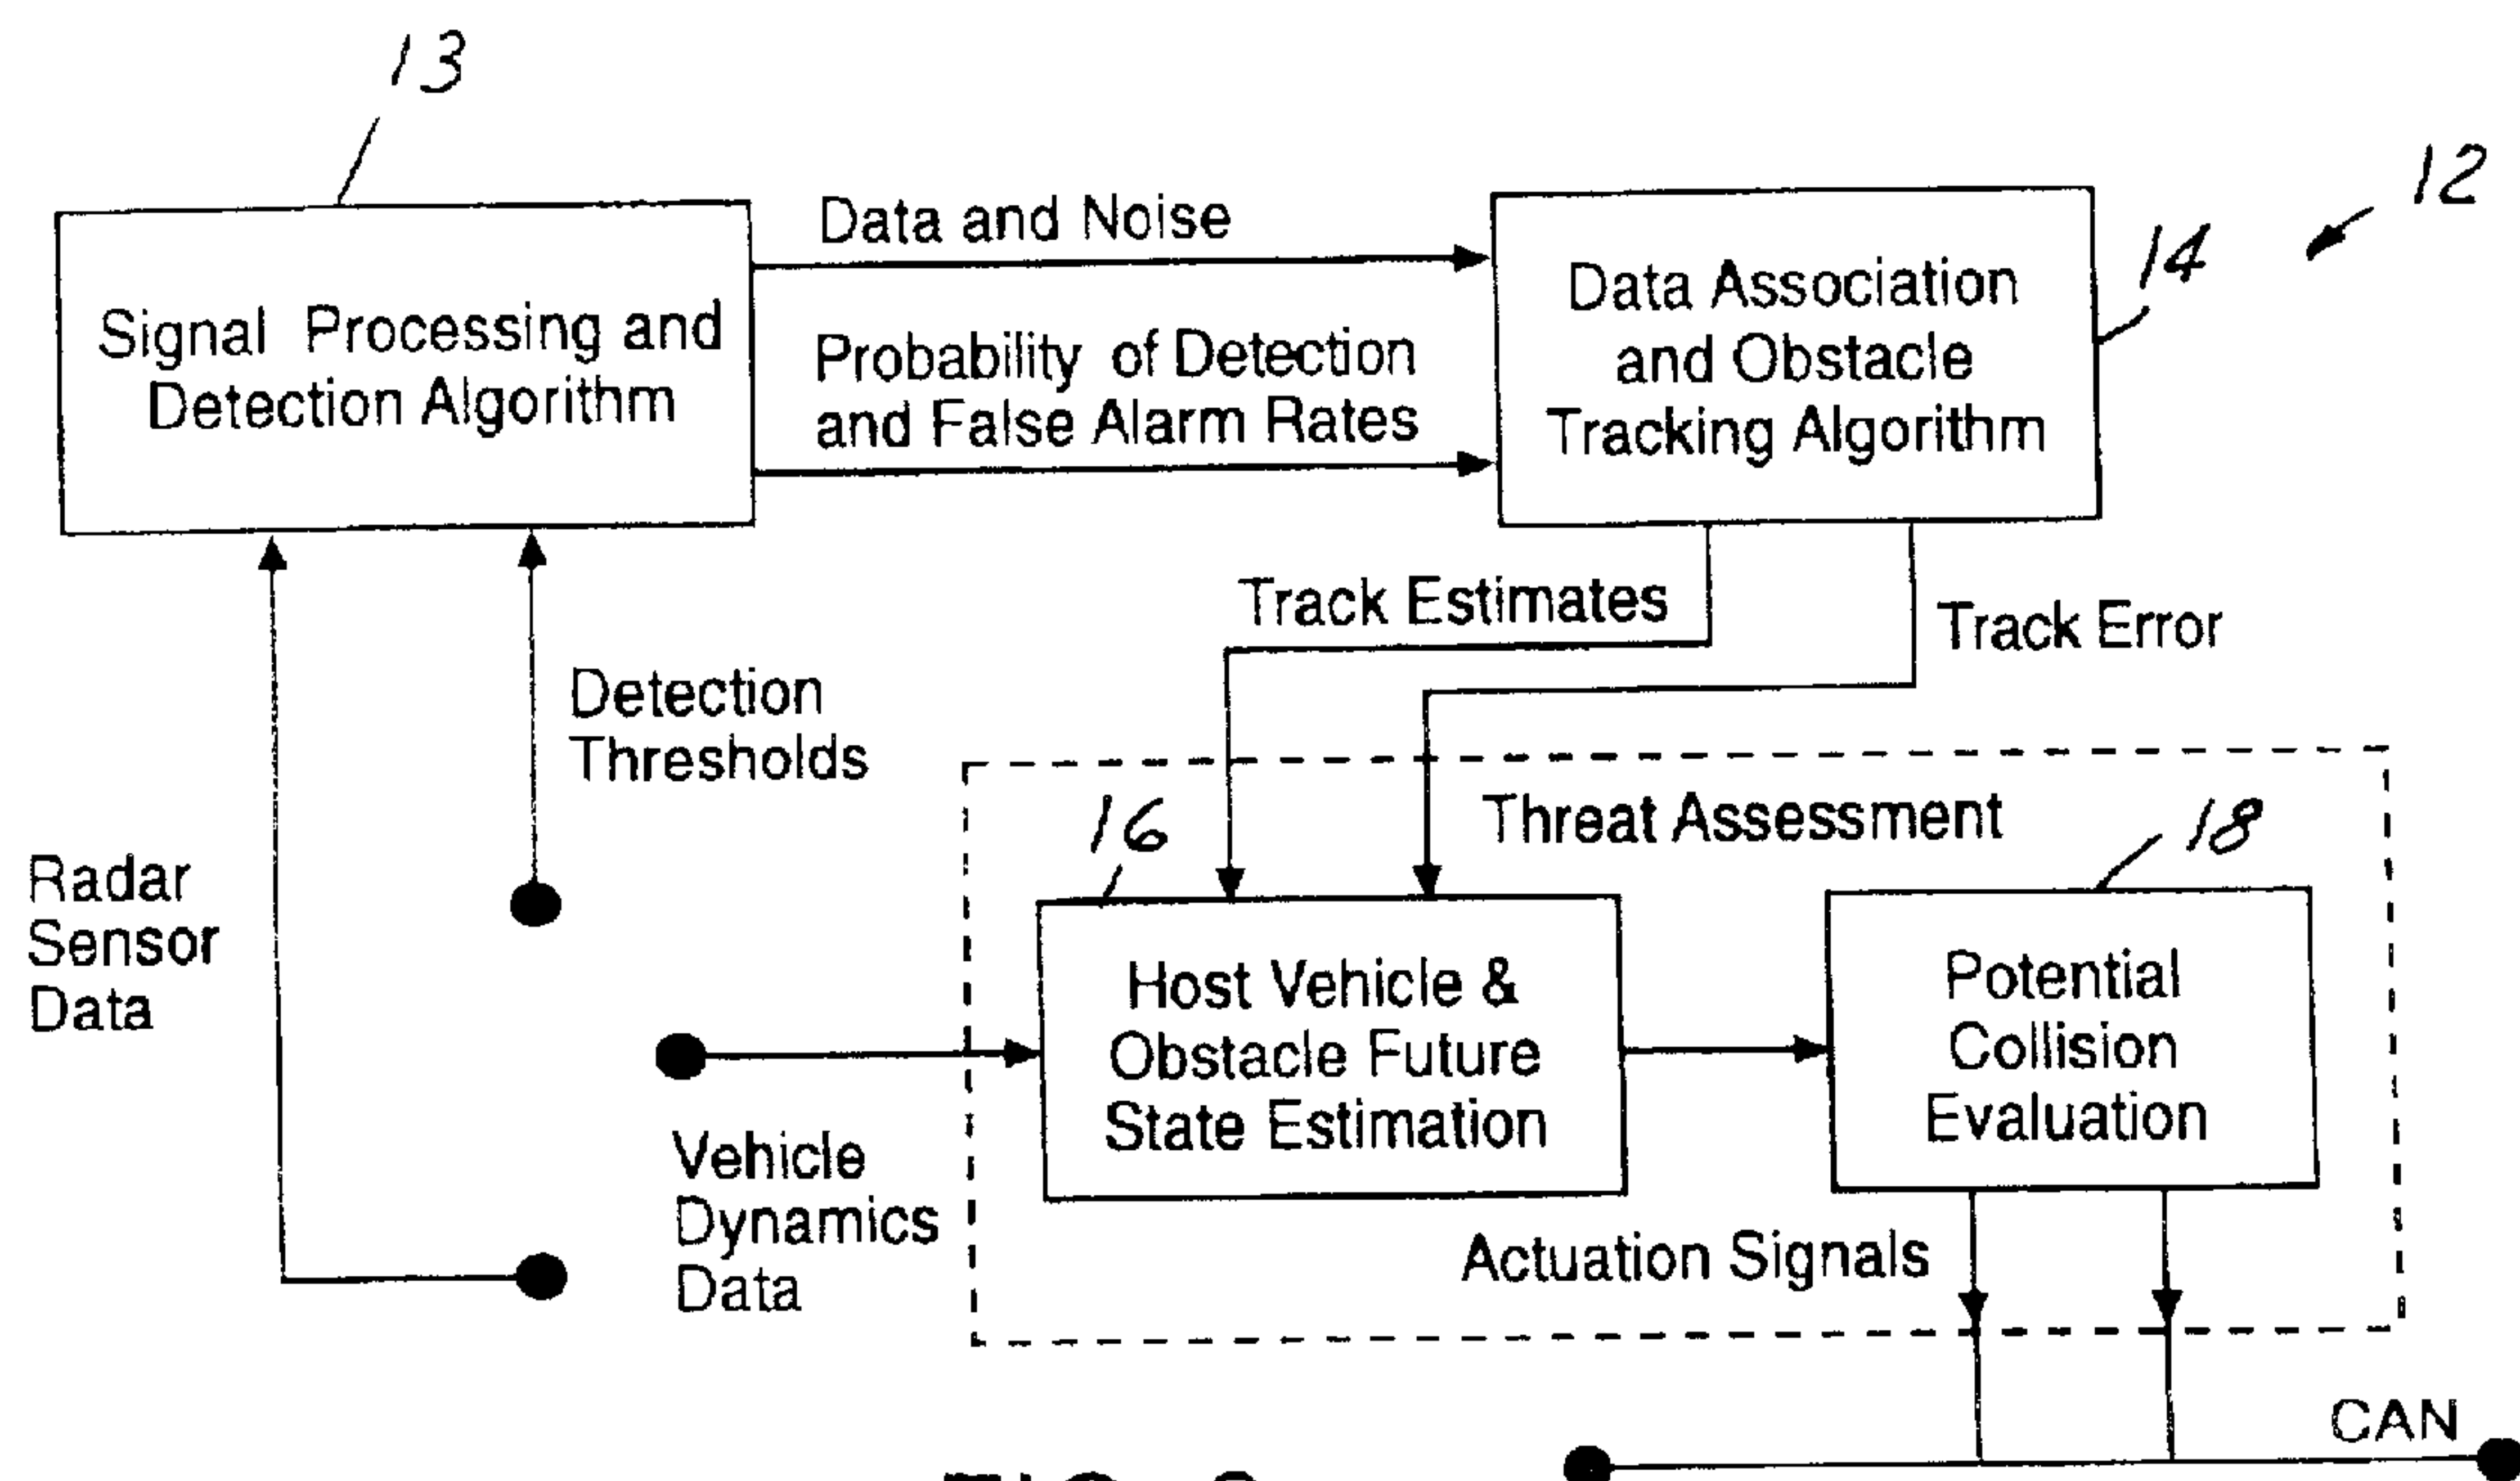 13
12
14
Data and Noise
Signal Processing and
Detection Algorithm
Probability of Detection
and False Alarm Rates
Data Association
and Obstacle
Tracking Algorithm
Track Estimates
Track Error
Detection
Thresholds
Radar
Sensor
Data
Threat Assessment
16
18
Host Vehicle &
Obstacle Future
State Estimation
Potential
Collision
Evaluation
Vehicle
Dynamics
Data
Actuation Signals
CAN